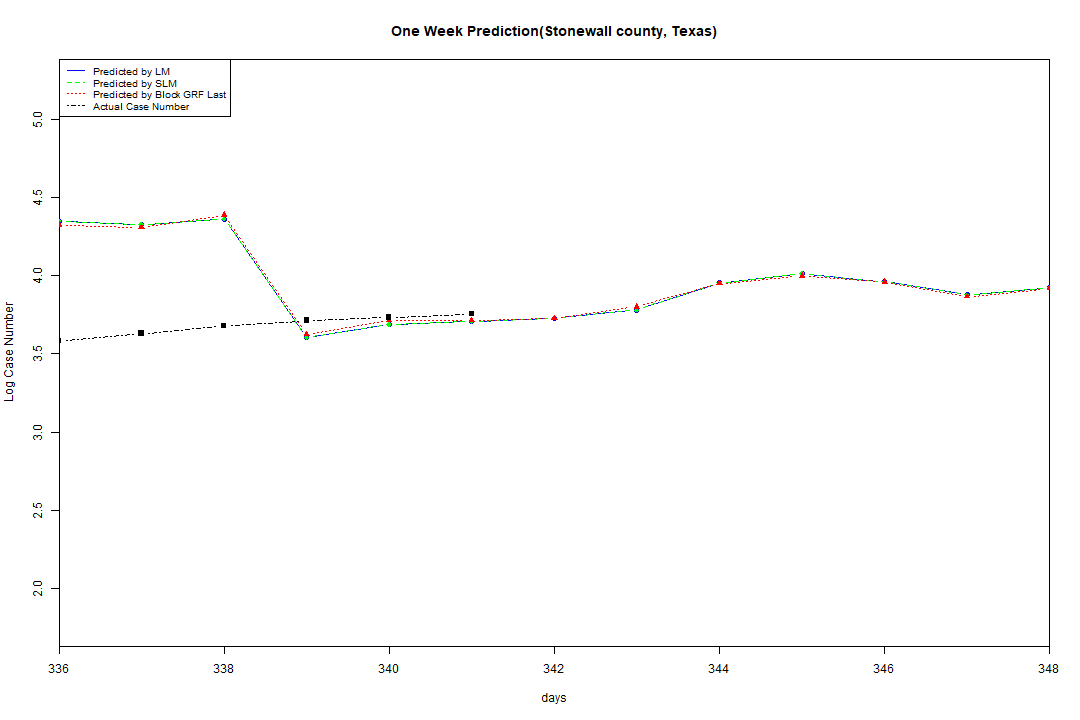 One Week Prediction(Stonewall county, Texas)
Predicted by LM
Predicted by SLM
Predicted by Block GRF Last
Actual Case Number
5.0
4.5
4.0
3.5
3.0
2.5
2.0
Log Case Number
336 338 340 342 344 346 348
days